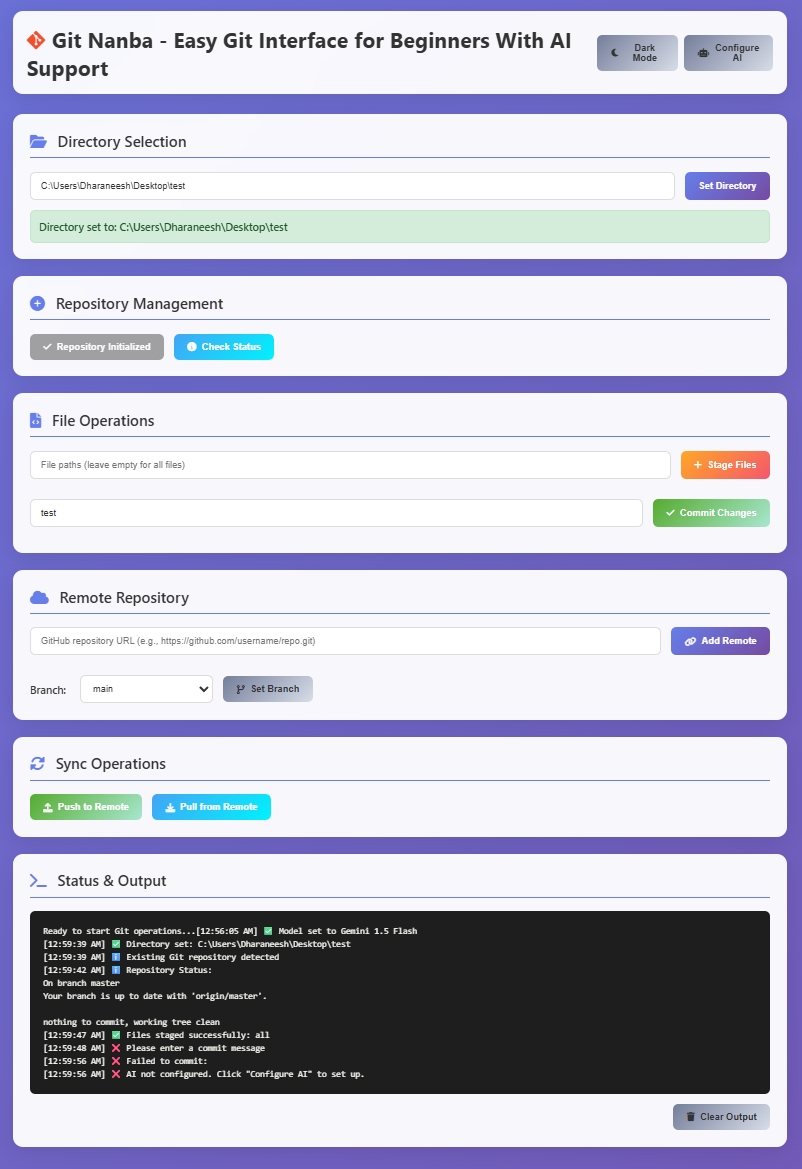 Git Nanba - Easy Git Interface for Beginners With AI
Support
Dark
Mode
Configure
AI
Directory Selection
C:\Users\Dharaneesh\Desktop\test
Set Directory
Directory set to: C:\Users\Dharaneesh\Desktop\test
Repository Management
Repository Initialized
Check Status
File Operations
File paths (leave empty for all files)
Stage Files
test
Commit Changes
Remote Repository
GitHub repository URL (e.g., https://github.com/username/repo.git)
Add Remote
Branch:
main
Set Branch
Sync Operations
Push to Remote
Pull from Remote
Status & Output
Ready to start Git operations...[12:56:05 AM] ✅ Model set to Gemini 1.5 Flash
[12:59:39 AM] ✅ Directory set: C:\Users\Dharaneesh\Desktop\test
[12:59:39 AM] ℹ️ Existing Git repository detected
[12:59:42 AM] ℹ️ Repository Status:
On branch master
Your branch is up to date with 'origin/master'.
nothing to commit, working tree clean
[12:59:47 AM] ✅ Files staged successfully: all
[12:59:48 AM] ❌ Please enter a commit message
[12:59:56 AM] ❌ Failed to commit:
[12:59:56 AM] ❌ AI not configured. Click "Configure AI" to set up.
Clear Output